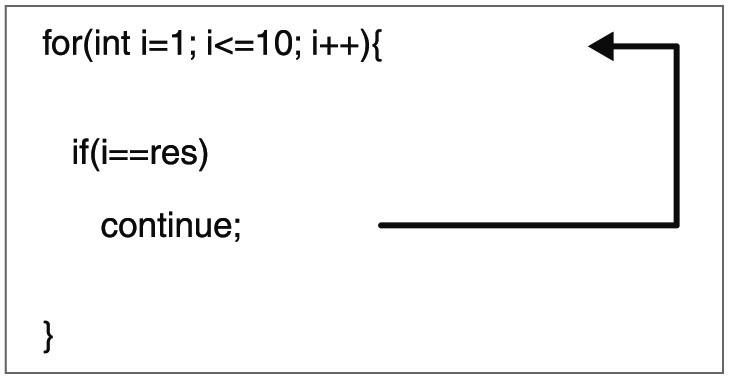 for(int i=1; i<=10; i++){
if(i==res)
continue;
}